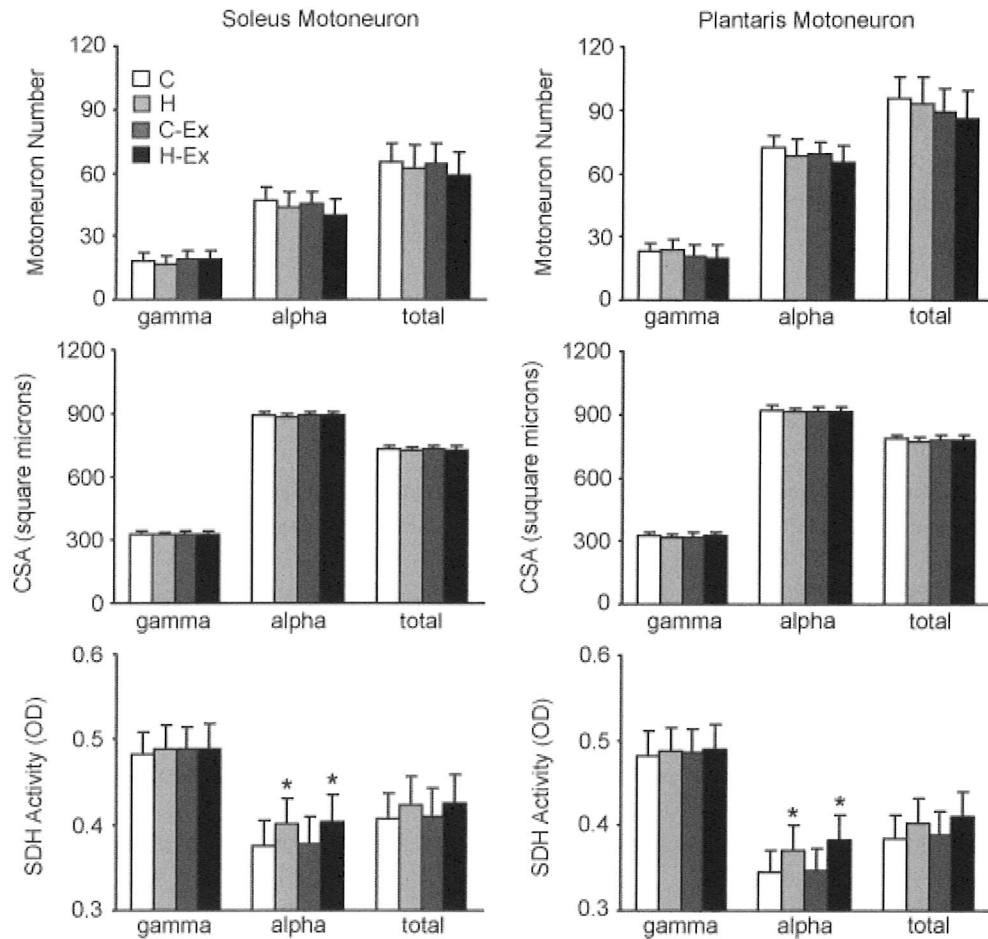 Soleus Motoneuron
Motoneuron Number
120
90
60
30
0
C
H
C-Ex
H-Ex
gamma alpha total
Plantaris Motoneuron
Motoneuron Number
120
90
60
30
0
gamma alpha total
CSA (square microns)
1200
900
600
300
0
gamma alpha total
CSA (suquare microns)
1200
900
600
300
0
gamma alpha total
SDH Activity (OD)
0.6
0.5
0.4
0.3
* *
gamma alpha total
SDH Activity (OD)
0.6
0.5
0.4
0.3
* *
gamma alpha total